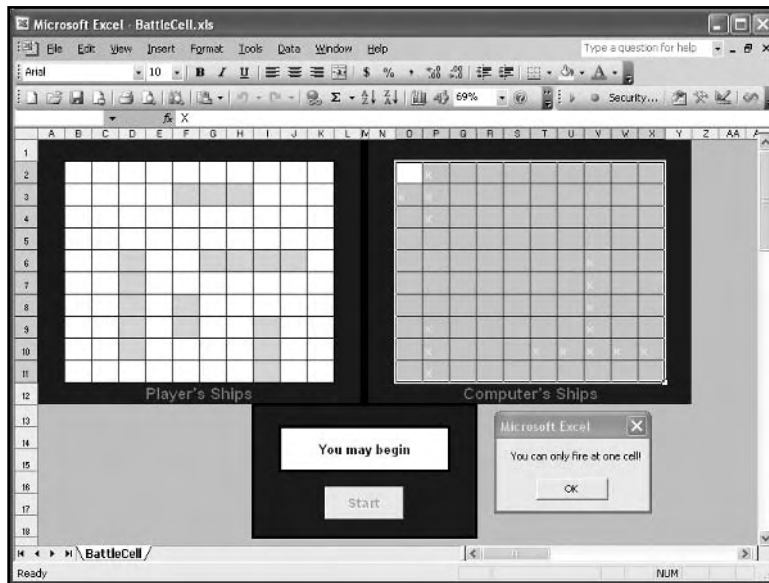 Microsoft Excel - BattleCell.xls
File Edit View Insert Format Tools Data Window Help Type a question for help
Arial 10 B I U $ % ,
Σ 69% Security...
fx X
A B C D E F G H I J K L M N O P Q R S T U V W X Y Z AA
1
2 x
3 x x
4 x
5
6 x
7 x
8 x
9 x x
10 x x x x x x
11 x
12 Player's Ships Computer's Ships
13 Microsoft Excel
14 You may begin
15 You can only fire at one cell!
16 OK
17 Start
18
BattleCell
Ready NUM